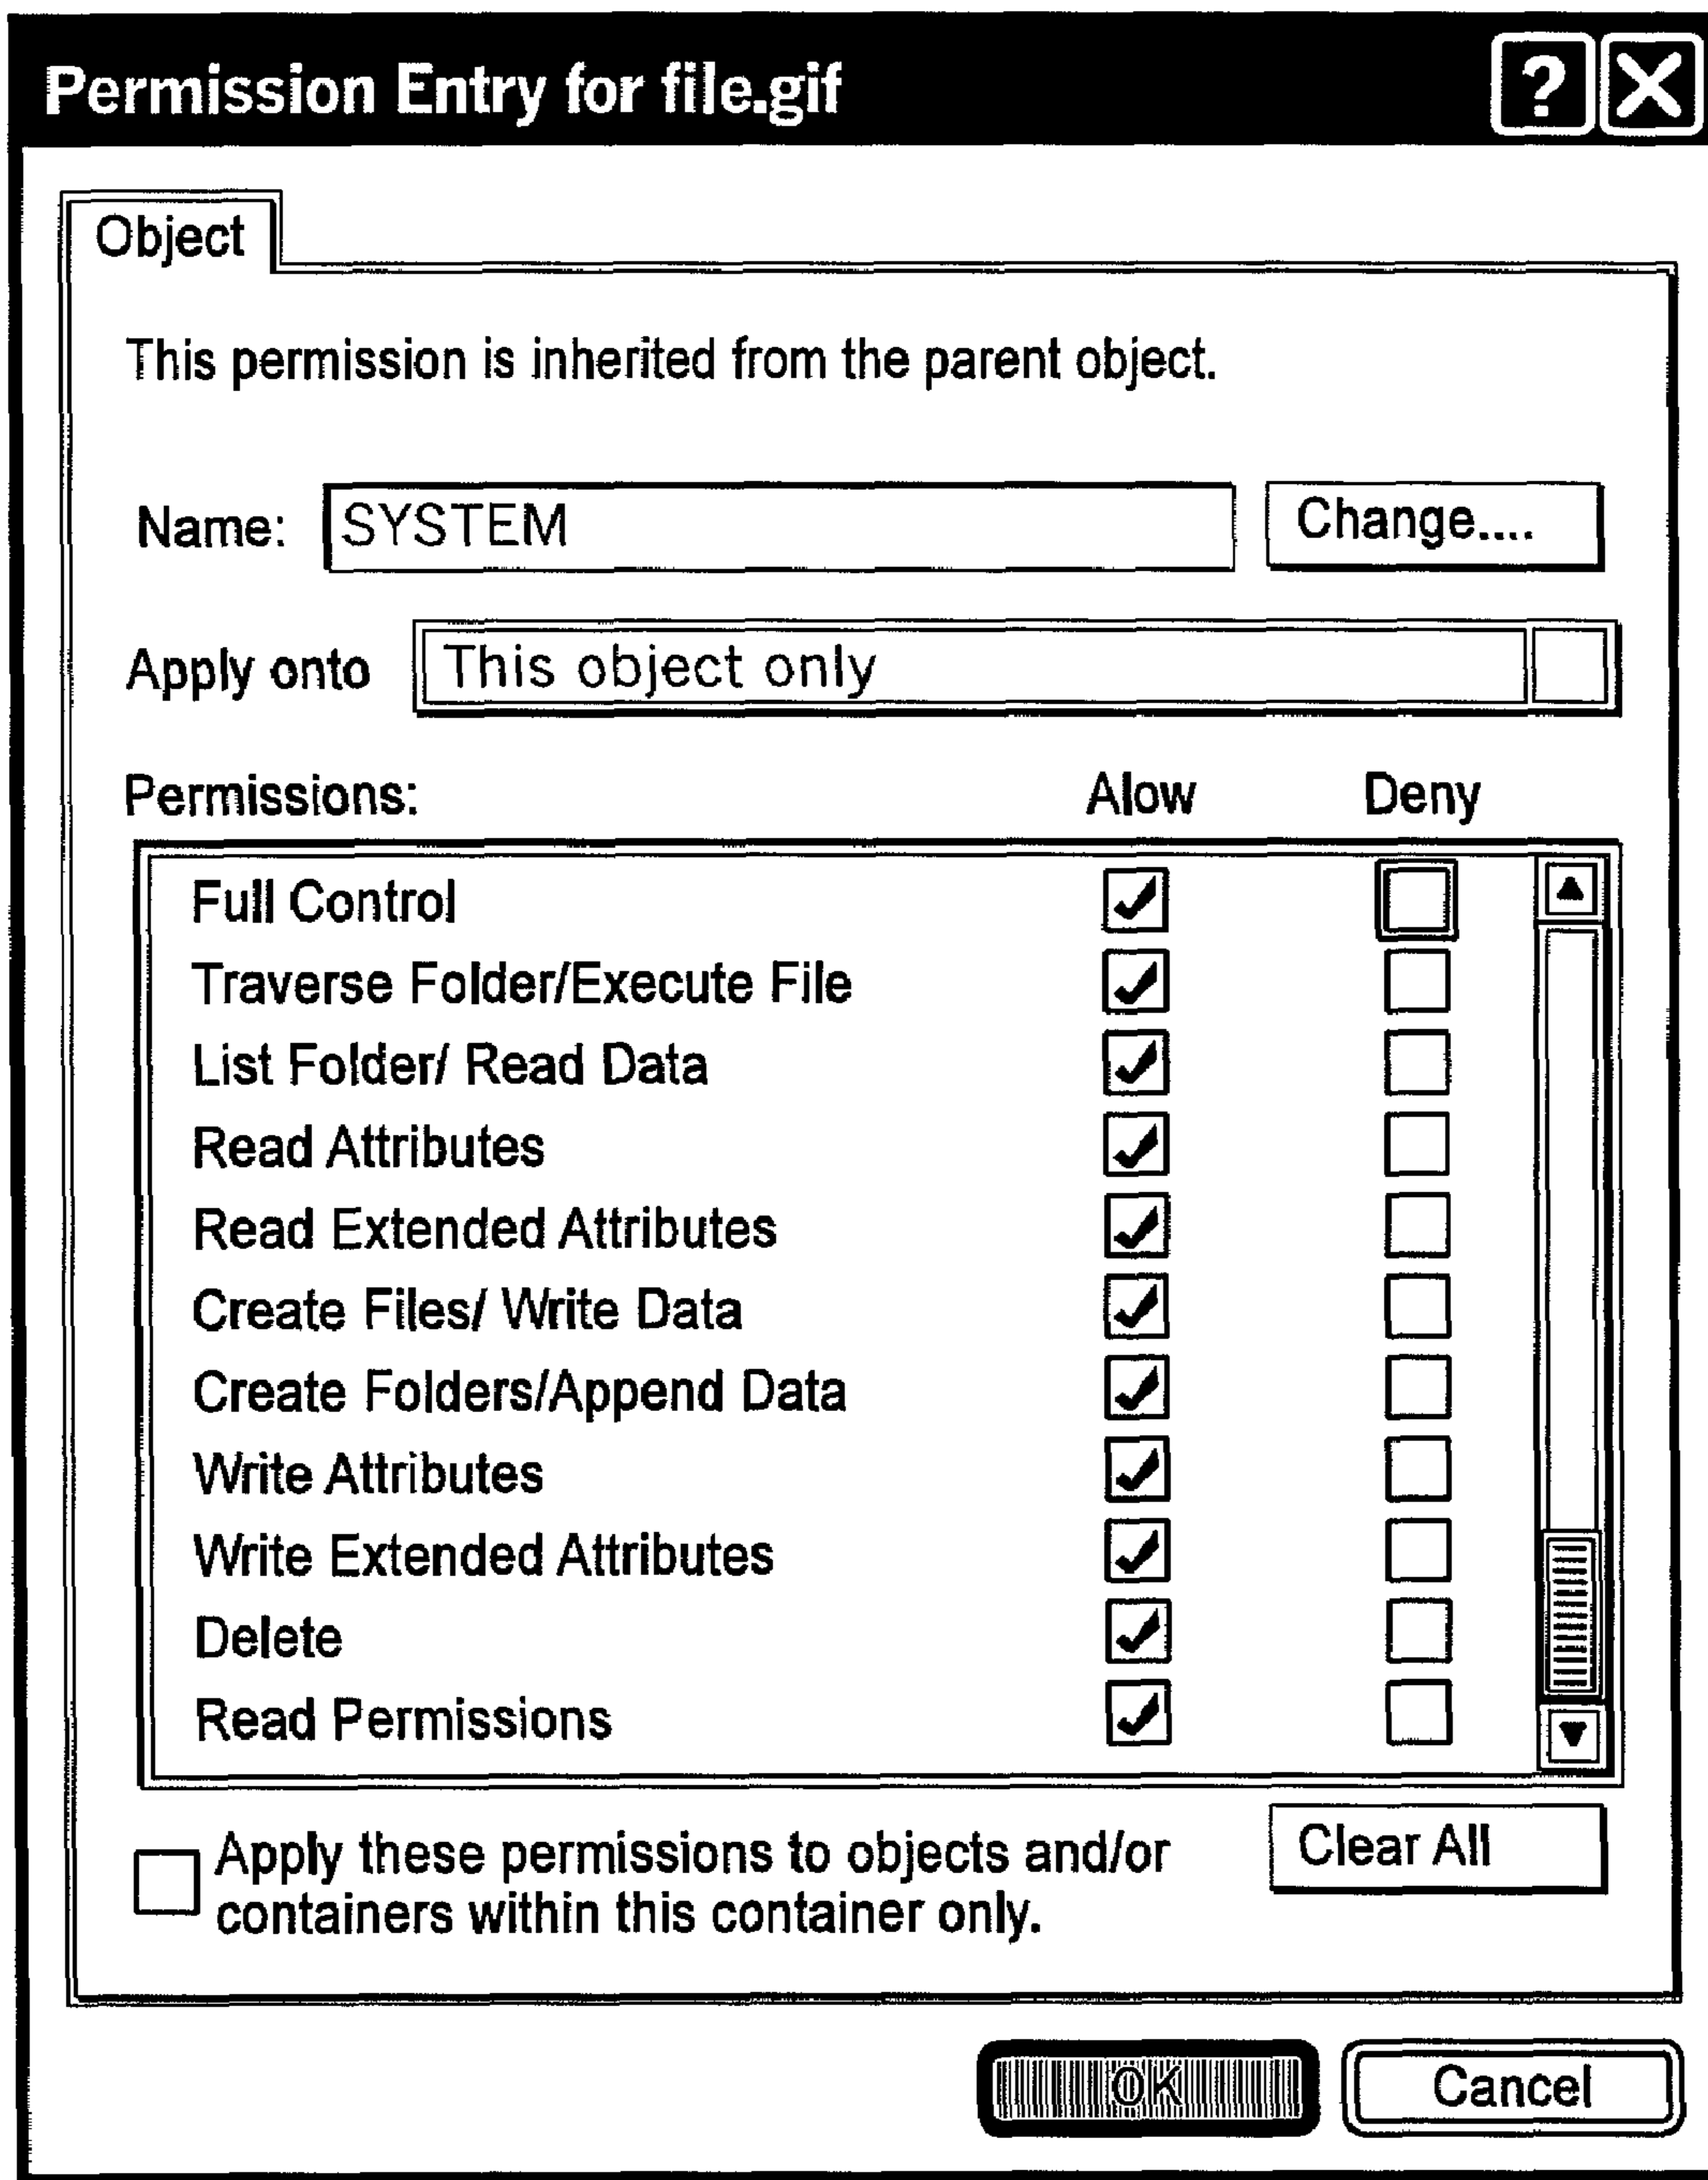 Permission Entry for file.gif ? X
Object
This permission is inherited from the parent object.
Name: SYSTEM Change....
Apply onto This object only
Permissions: Alow Deny
Full Control
Traverse Folder/Execute File
List Folder/ Read Data
Read Attributes
Read Extended Attributes
Create Files/ Write Data
Create Folders/Append Data
Write Attributes
Write Extended Attributes
Delete
Read Permissions
Apply these permissions to objects and/or
containers within this container only.
Clear All
OK Cancel